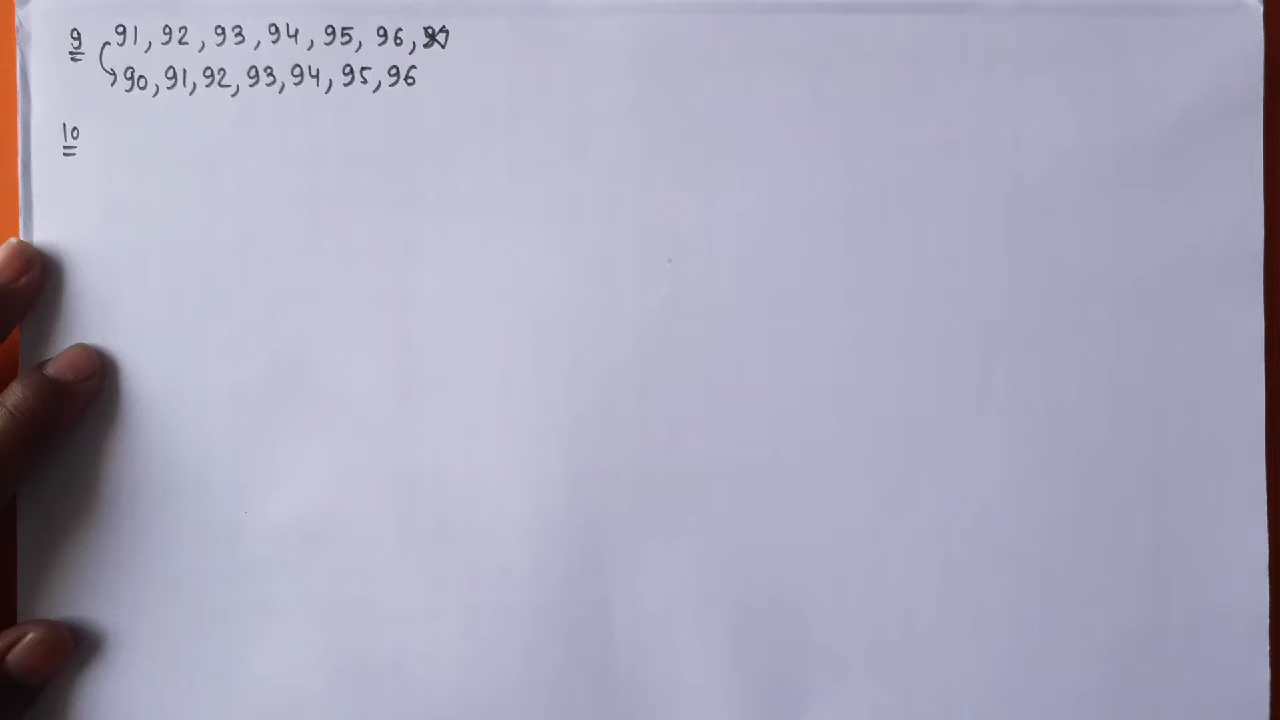 9 91, 92, 93, 94, 95, 96,
90, 91, 92, 93, 94, 95, 96
10